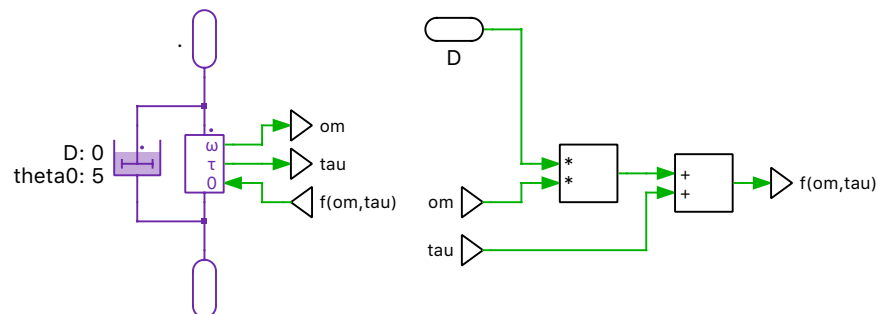 D
ω
om
τ
tau
0
f(om,tau)
D: 0
theta0: 5
*
*
+
+
f(om,tau)
om
tau